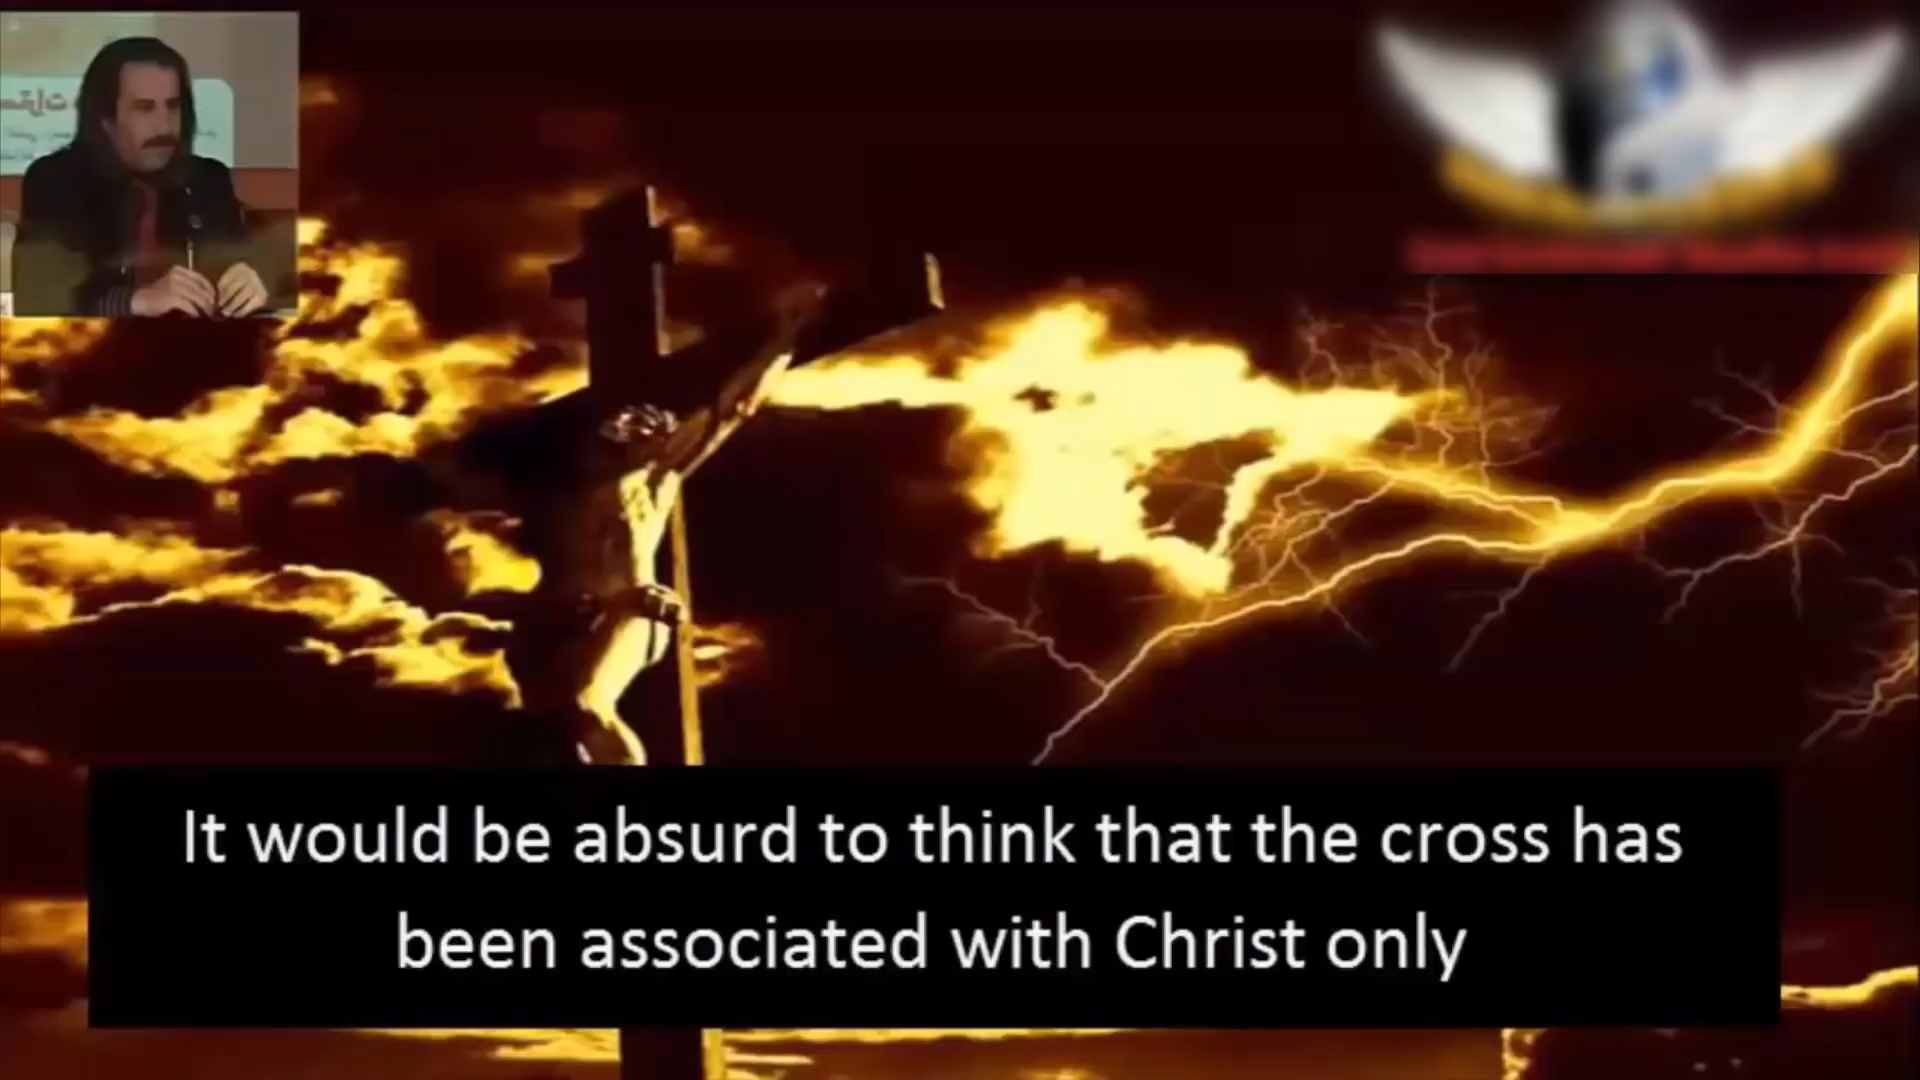 It would be absurd to think that the cross has
been associated with Christ only